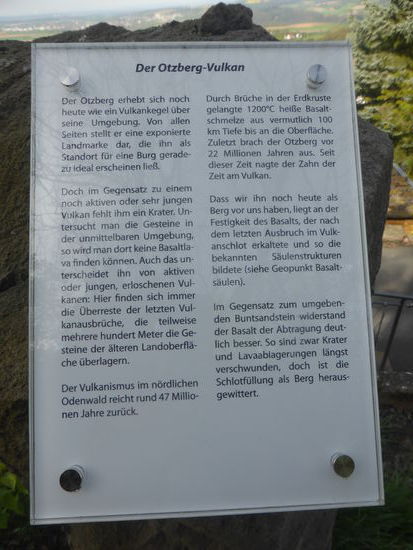 Der Otzberg-Vulkan
Der Otzberg erhebt sich noch
heute wie ein Vulkankegel über
seine Umgebung. Von allen
Seiten stellt er eine exponierte
Landmarke dar, die ihn als
Standort für eine Burg gerade-
zu ideal erscheinen ließ.
Doch im Gegensatz zu einem
noch aktiven oder sehr jungen
Vulkan fehlt ihm ein Krater. Un-
tersucht man die Gesteine in
der unmittelbaren Umgebung,
so wird man dort keine Basaltla-
va finden können. Auch das un-
terscheidet ihn von aktiven
oder jungen, erloschenen Vul-
kanen: Hier finden sich immer
die Überreste der letzten Vul-
kanausbrüche, die teilweise
mehrere hundert Meter die Ge-
steine der älteren Landoberflä-
che überlagern.
Der Vulkanismus im nördlichen
Odenwald reicht rund 47 Millio-
nen Jahre zurück.
Durch Brüche in der Erdkruste
gelangte 1200°C heiße Basalt-
schmelze aus vermutlich 100
km Tiefe bis an die Oberfläche.
Zuletzt brach der Otzberg vor
22 Millionen Jahren aus. Seit
dieser Zeit nagte der Zahn der
Zeit am Vulkan.
Dass wir ihn noch heute als
Berg vor uns haben, liegt an der
Festigkeit des Basalts, der nach
dem letzten Ausbruch im Vulk-
anschlot erkaltete und so die
bekannten Säulenstrukturen
bildete (siehe Geopunkt Basalt-
säulen).
Im Gegensatz zum umgeben-
den Buntsandstein widerstand
der Basalt der Abtragung deut-
lich besser. So sind zwar Krater
und Lavaablagerungen längst
verschwunden, doch ist die
Schlotfüllung als Berg heraus-
gewittert.